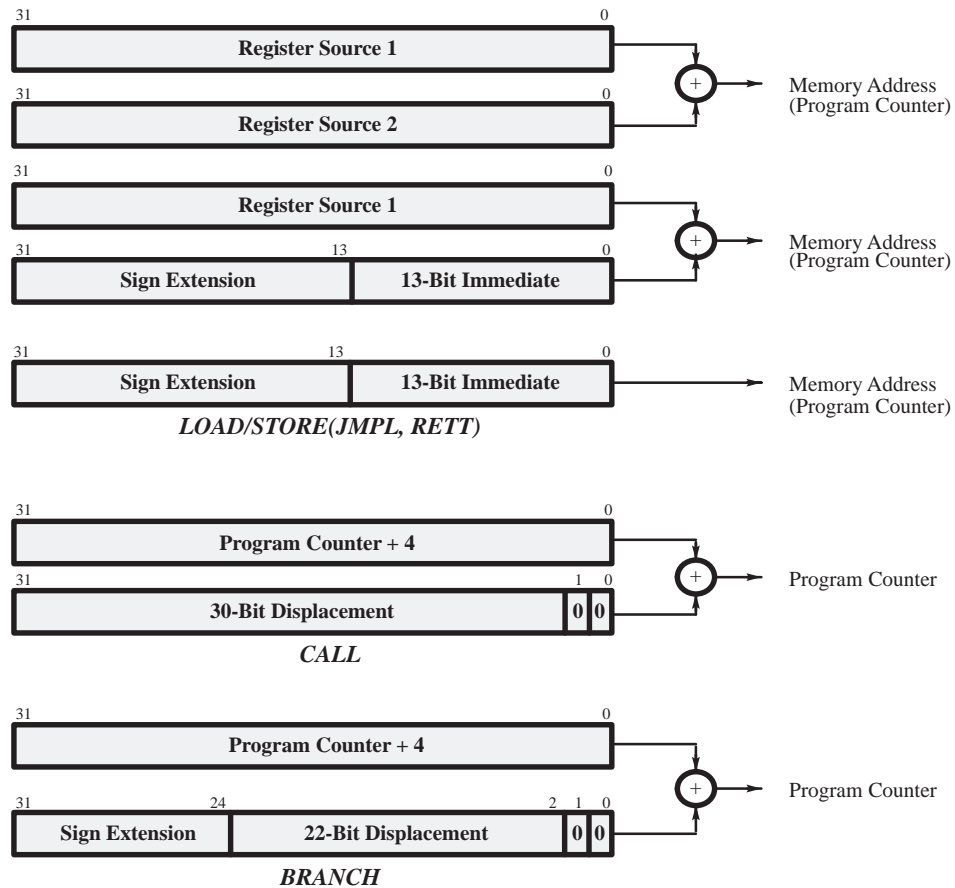 31 0
Register Source 1
+
Memory Address
(Program Counter)
31 0
Register Source 2
31 0
Register Source 1
+
Memory Address
(Program Counter)
31 13 0
Sign Extension 13-Bit Immediate
31 13 0
Sign Extension 13-Bit Immediate
Memory Address
(Program Counter)
LOAD/STORE(JMPL, RETT)
31 0
Program Counter + 4
+
Program Counter
31 1 0
30-Bit Displacement 0 0
CALL
31 0
Program Counter + 4
+
Program Counter
31 24 2 1 0
Sign Extension 22-Bit Displacement 0 0
BRANCH